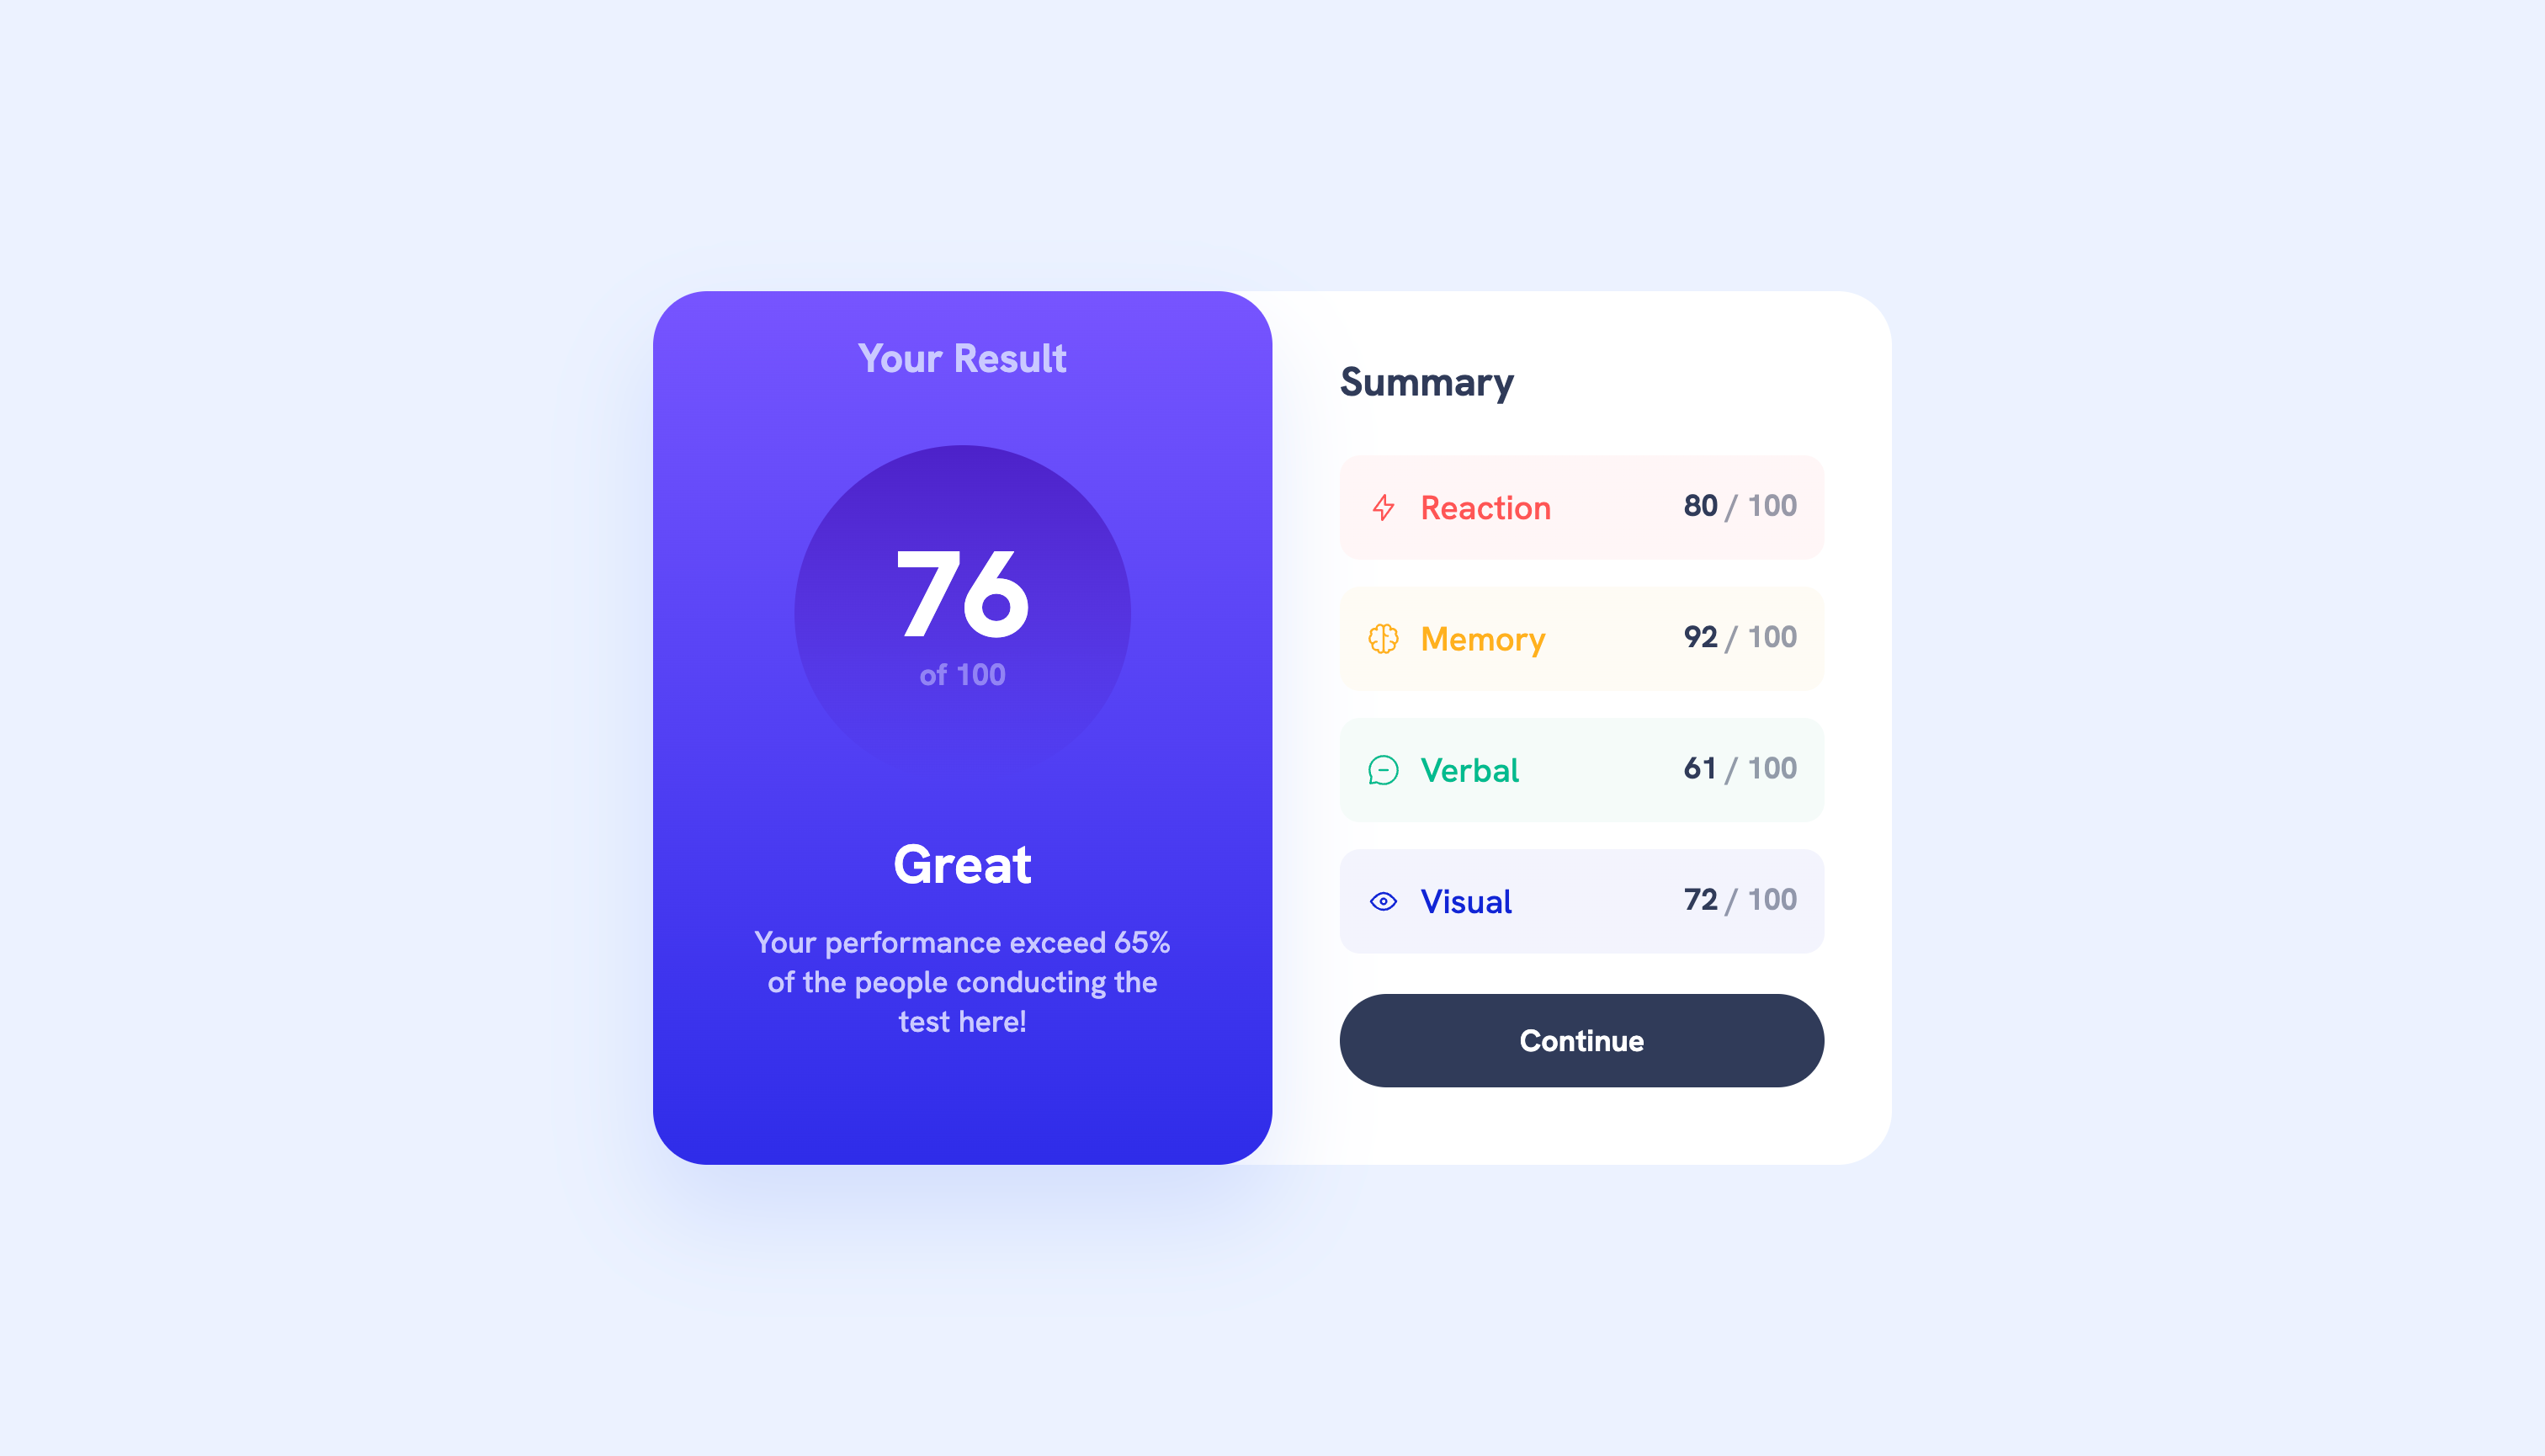 Your Result
76
of 100
Great
Your performance exceed 65%
of the people conducting the
test here!
Summary
Reaction 80 / 100
Memory 92 / 100
Verbal 61 / 100
Visual 72 / 100
Continue